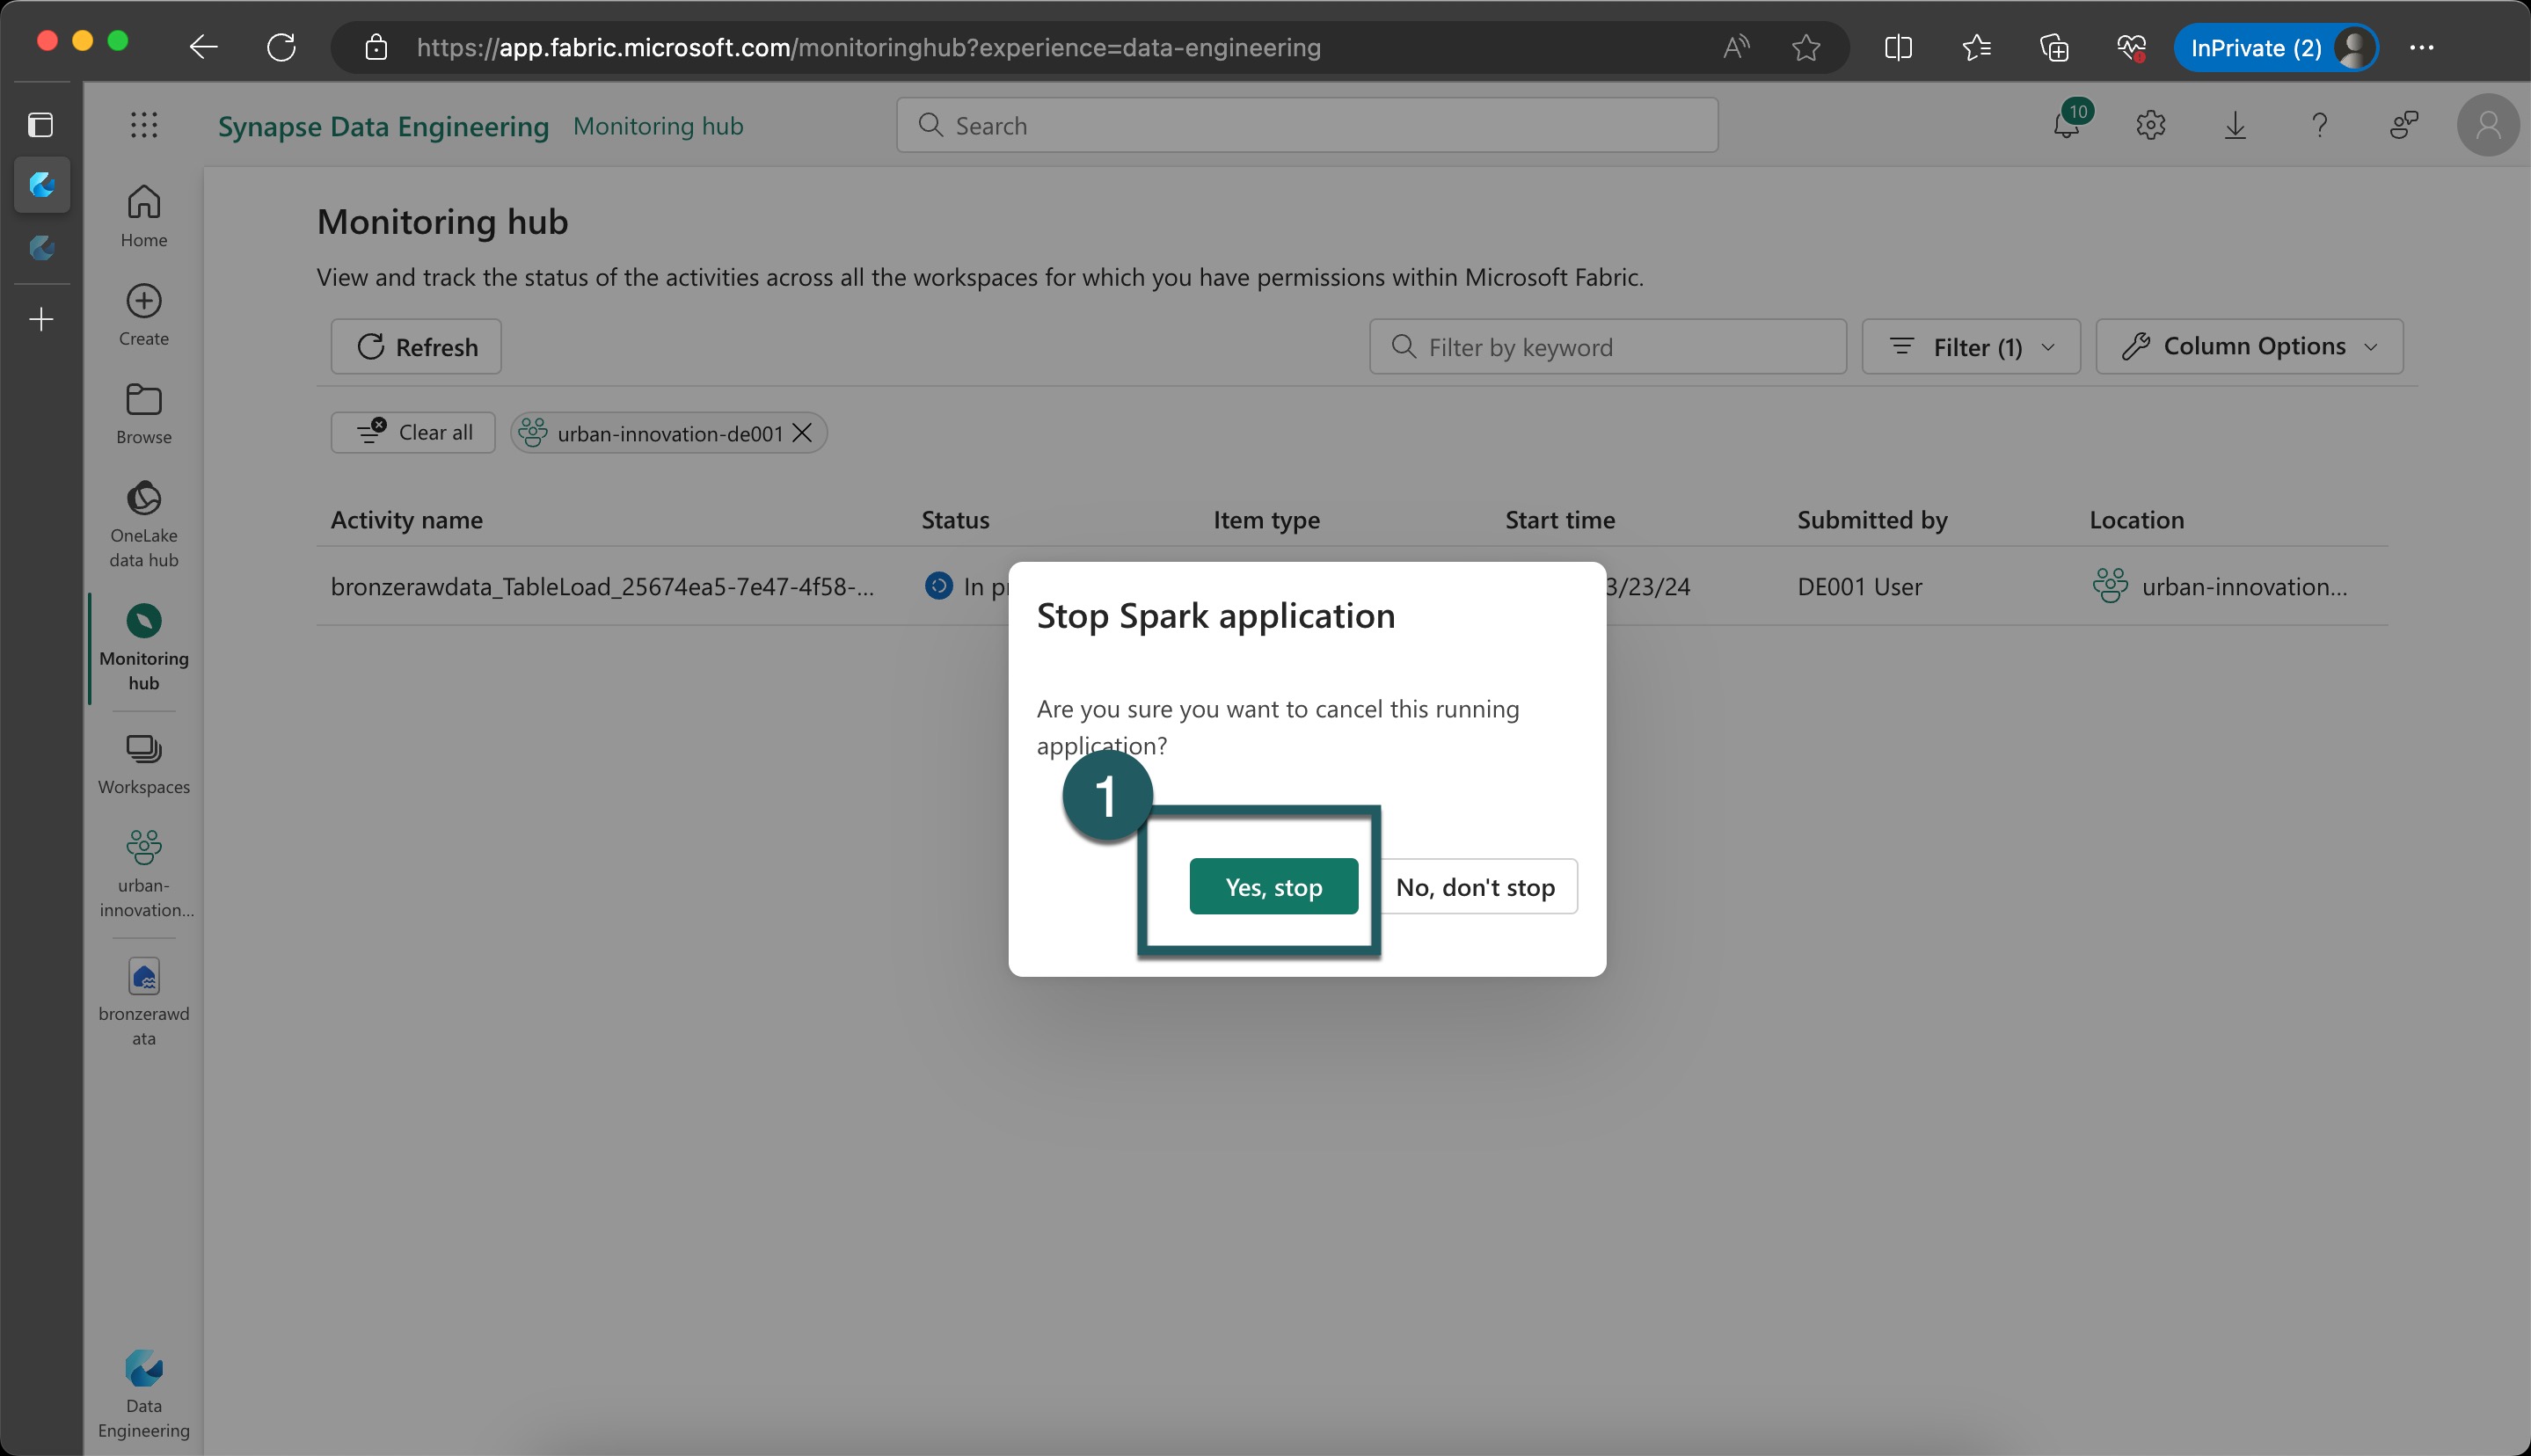 https://app.fabric.microsoft.com/monitoringhub?experience=data-engineering
InPrivate (2)
Synapse Data Engineering Monitoring hub
Search
10
Home
Create
Browse
OneLake
data hub
Monitoring
hub
Workspaces
urban-
innovation...
bronzerawd
ata
Data
Engineering
Monitoring hub
View and track the status of the activities across all the workspaces for which you have permissions within Microsoft Fabric.
Refresh
Filter by keyword
Filter (1)
Column Options
Clear all
urban-innovation-de001
Activity name Status Item type Start time Submitted by Location
bronzerawdata_TableLoad_25674ea5-7e47-4f58-... In 3/23/24 DE001 User urban-innovation...
Stop Spark application
Are you sure you want to cancel this running
application?
1
Yes, stop
No, don't stop